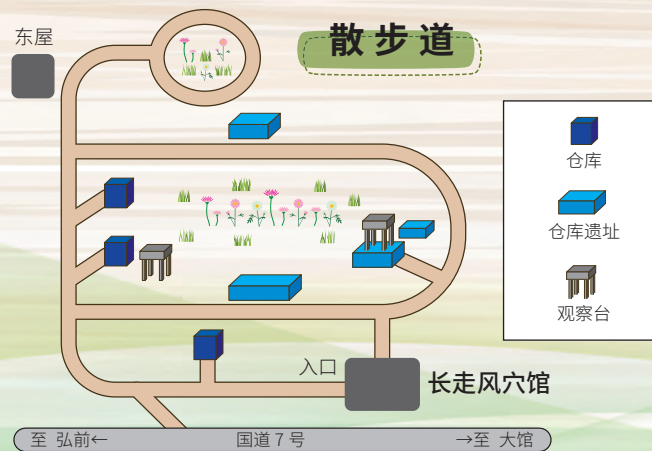 散步道
东屋
仓库
仓库遗址
观察台
入口
长走风穴馆
至 弘前←
国道7号
→至 大馆